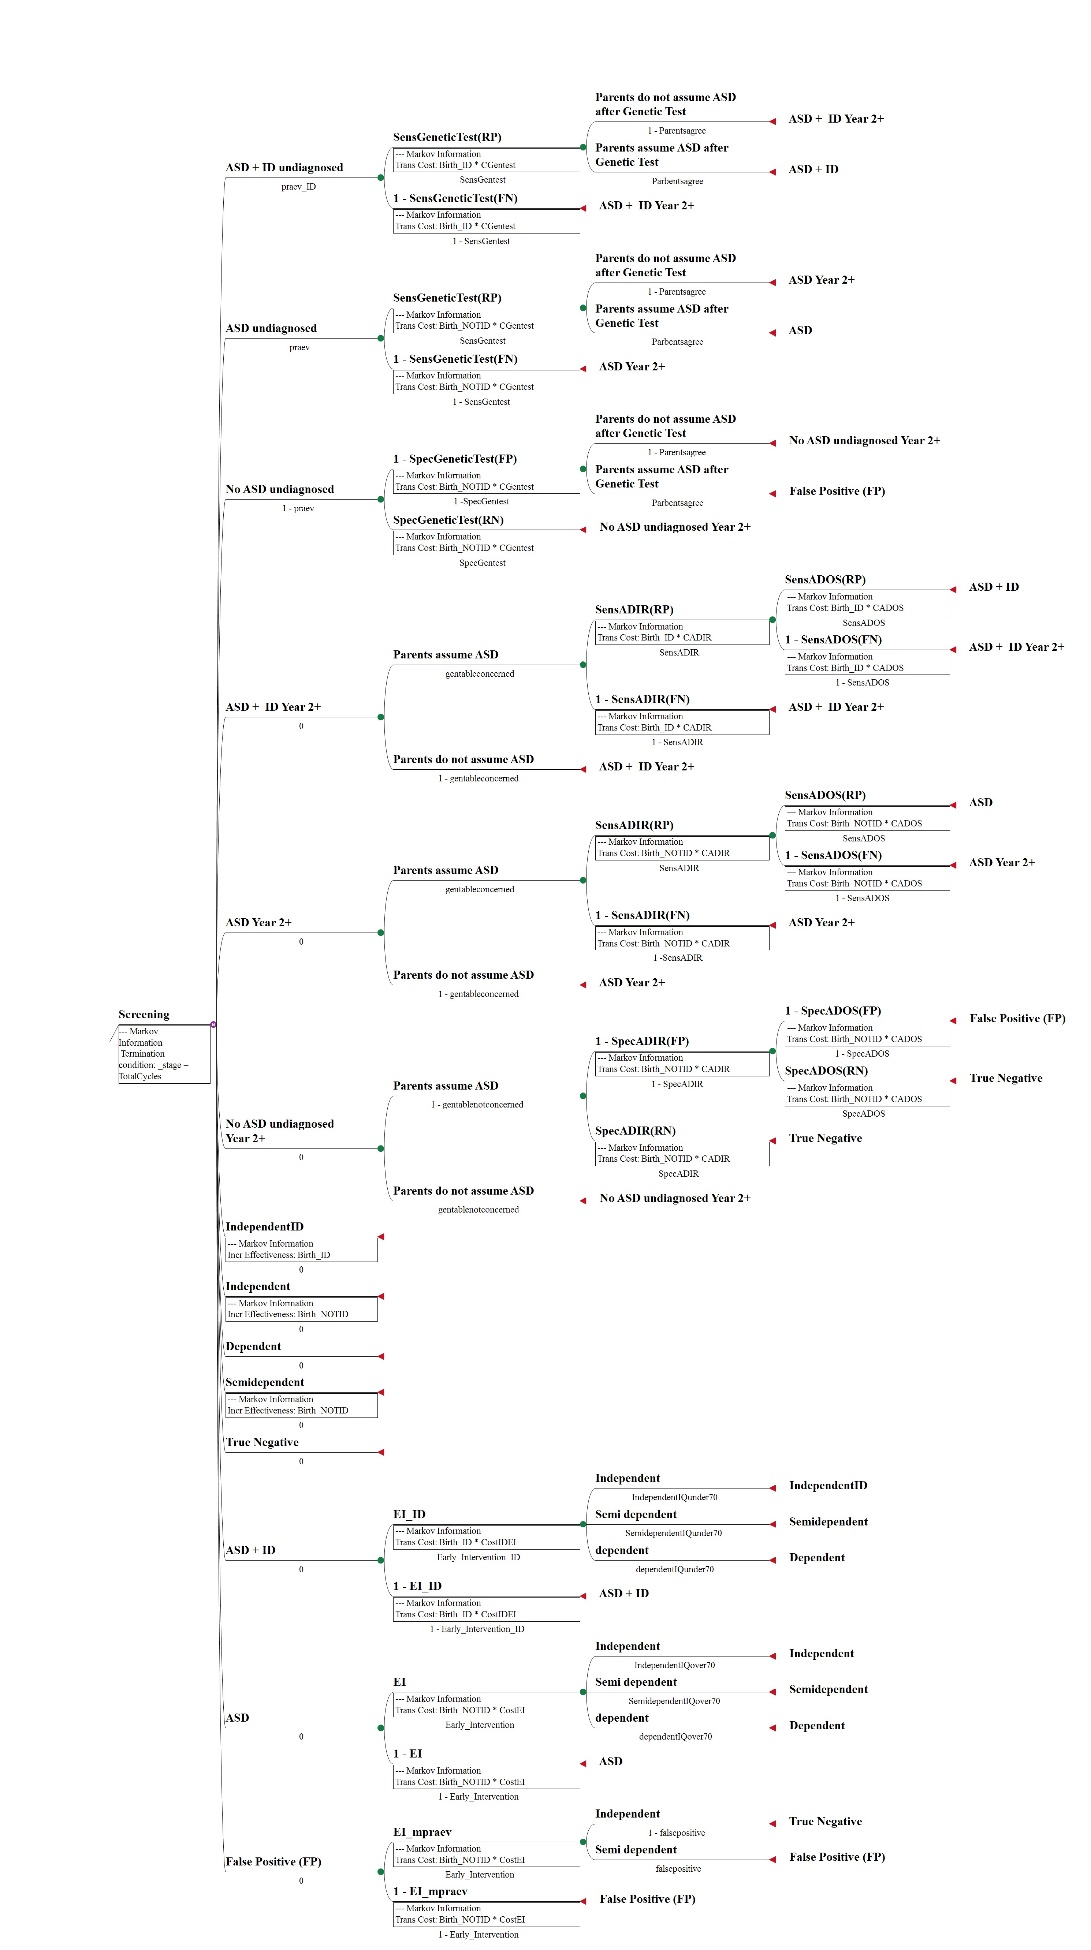 Parents do not assume ASD
after Genetic Test
1 - Parentsagree
ASD +  ID Year 2+
SensGeneticTest(RP)
--- Markov Information
Trans Cost: Birth_ID * CGentest
SensGentest
Parents assume ASD after
Genetic Test
Parbentsagree
ASD + ID
ASD + ID undiagnosed
praev_ID
1 - SensGeneticTest(FN)
--- Markov Information
Trans Cost: Birth_ID * CGentest
1 - SensGentest
ASD +  ID Year 2+
Parents do not assume ASD
after Genetic Test
1 - Parentsagree
ASD Year 2+
SensGeneticTest(RP)
--- Markov Information
Trans Cost: Birth_NOTID * CGentest
SensGentest
Parents assume ASD after
Genetic Test
Parbentsagree
ASD
ASD undiagnosed
praev
1 - SensGeneticTest(FN)
--- Markov Information
Trans Cost: Birth_NOTID * CGentest
1 - SensGentest
ASD Year 2+
Parents do not assume ASD
after Genetic Test
1 - Parentsagree
No ASD undiagnosed Year 2+
1 - SpecGeneticTest(FP)
--- Markov Information
Trans Cost: Birth_NOTID * CGentest
1 -SpecGentest
Parents assume ASD after
Genetic Test
Parbentsagree
False Positive (FP)
No ASD undiagnosed
1 - praev
SpecGeneticTest(RN)
--- Markov Information
Trans Cost: Birth_NOTID * CGentest
SpecGentest
No ASD undiagnosed Year 2+
SensADOS(RP)
--- Markov Information
Trans Cost: Birth_ID * CADOS
SensADOS
ASD + ID
SensADIR(RP)
--- Markov Information
Trans Cost: Birth_ID * CADIR
SensADIR
1 - SensADOS(FN)
--- Markov Information
Trans Cost: Birth_ID * CADOS
1 - SensADOS
ASD +  ID Year 2+
Parents assume ASD
gentableconcerned
1 - SensADIR(FN)
--- Markov Information
Trans Cost: Birth_ID * CADIR
1 - SensADIR
ASD +  ID Year 2+
ASD +  ID Year 2+
0
Parents do not assume ASD
1 - gentableconcerned
ASD +  ID Year 2+
SensADOS(RP)
--- Markov Information
Trans Cost: Birth_NOTID * CADOS
SensADOS
ASD
SensADIR(RP)
--- Markov Information
Trans Cost: Birth_NOTID * CADIR
SensADIR
1 - SensADOS(FN)
--- Markov Information
Trans Cost: Birth_NOTID * CADOS
1 - SensADOS
ASD Year 2+
Parents assume ASD
gentableconcerned
1 - SensADIR(FN)
--- Markov Information
Trans Cost: Birth_NOTID * CADIR
1 -SensADIR
ASD Year 2+
ASD Year 2+
0
Parents do not assume ASD
1 - gentableconcerned
ASD Year 2+
Screening
--- Markov
Information
Termination
condition: _stage =
TotalCycles
1 - SpecADOS(FP)
--- Markov Information
Trans Cost: Birth_NOTID * CADOS
1 - SpecADOS
False Positive (FP)
1 - SpecADIR(FP)
--- Markov Information
Trans Cost: Birth_NOTID * CADIR
1 - SpecADIR
SpecADOS(RN)
--- Markov Information
Trans Cost: Birth_NOTID * CADOS
SpecADOS
True Negative
Parents assume ASD
1 - gentablenotconcerned
SpecADIR(RN)
--- Markov Information
Trans Cost: Birth_NOTID * CADIR
SpecADIR
True Negative
No ASD undiagnosed
Year 2+
0
Parents do not assume ASD
gentablenotconcerned
No ASD undiagnosed Year 2+
IndependentID
--- Markov Information
Incr Effectiveness: Birth_ID
0
Independent
--- Markov Information
Incr Effectiveness: Birth_NOTID
0
Dependent
0
Semidependent
--- Markov Information
Incr Effectiveness: Birth_NOTID
0
True Negative
0
Independent
IndependentIQunder70
IndependentID
EI_ID
--- Markov Information
Trans Cost: Birth_ID * CostIDEI
Early_Intervention_ID
Semi dependent
SemidependentIQunder70
Semidependent
dependent
dependentIQunder70
Dependent
ASD + ID
0
1 - EI_ID
--- Markov Information
Trans Cost: Birth_ID * CostIDEI
1 - Early_Intervention_ID
ASD + ID
Independent
IndependentIQover70
Independent
EI
--- Markov Information
Trans Cost: Birth_NOTID * CostEI
Early_Intervention
Semi dependent
SemidependentIQover70
Semidependent
dependent
dependentIQover70
Dependent
ASD
0
1 - EI
--- Markov Information
Trans Cost: Birth_NOTID * CostEI
1 - Early_Intervention
ASD
Independent
1 - falsepositive
True Negative
EI_mpraev
--- Markov Information
Trans Cost: Birth_NOTID * CostEI
Early_Intervention
Semi dependent
falsepositive
False Positive (FP)
False Positive (FP)
0
1 - EI_mpraev
--- Markov Information
Trans Cost: Birth_NOTID * CostEI
1 - Early_Intervention
False Positive (FP)